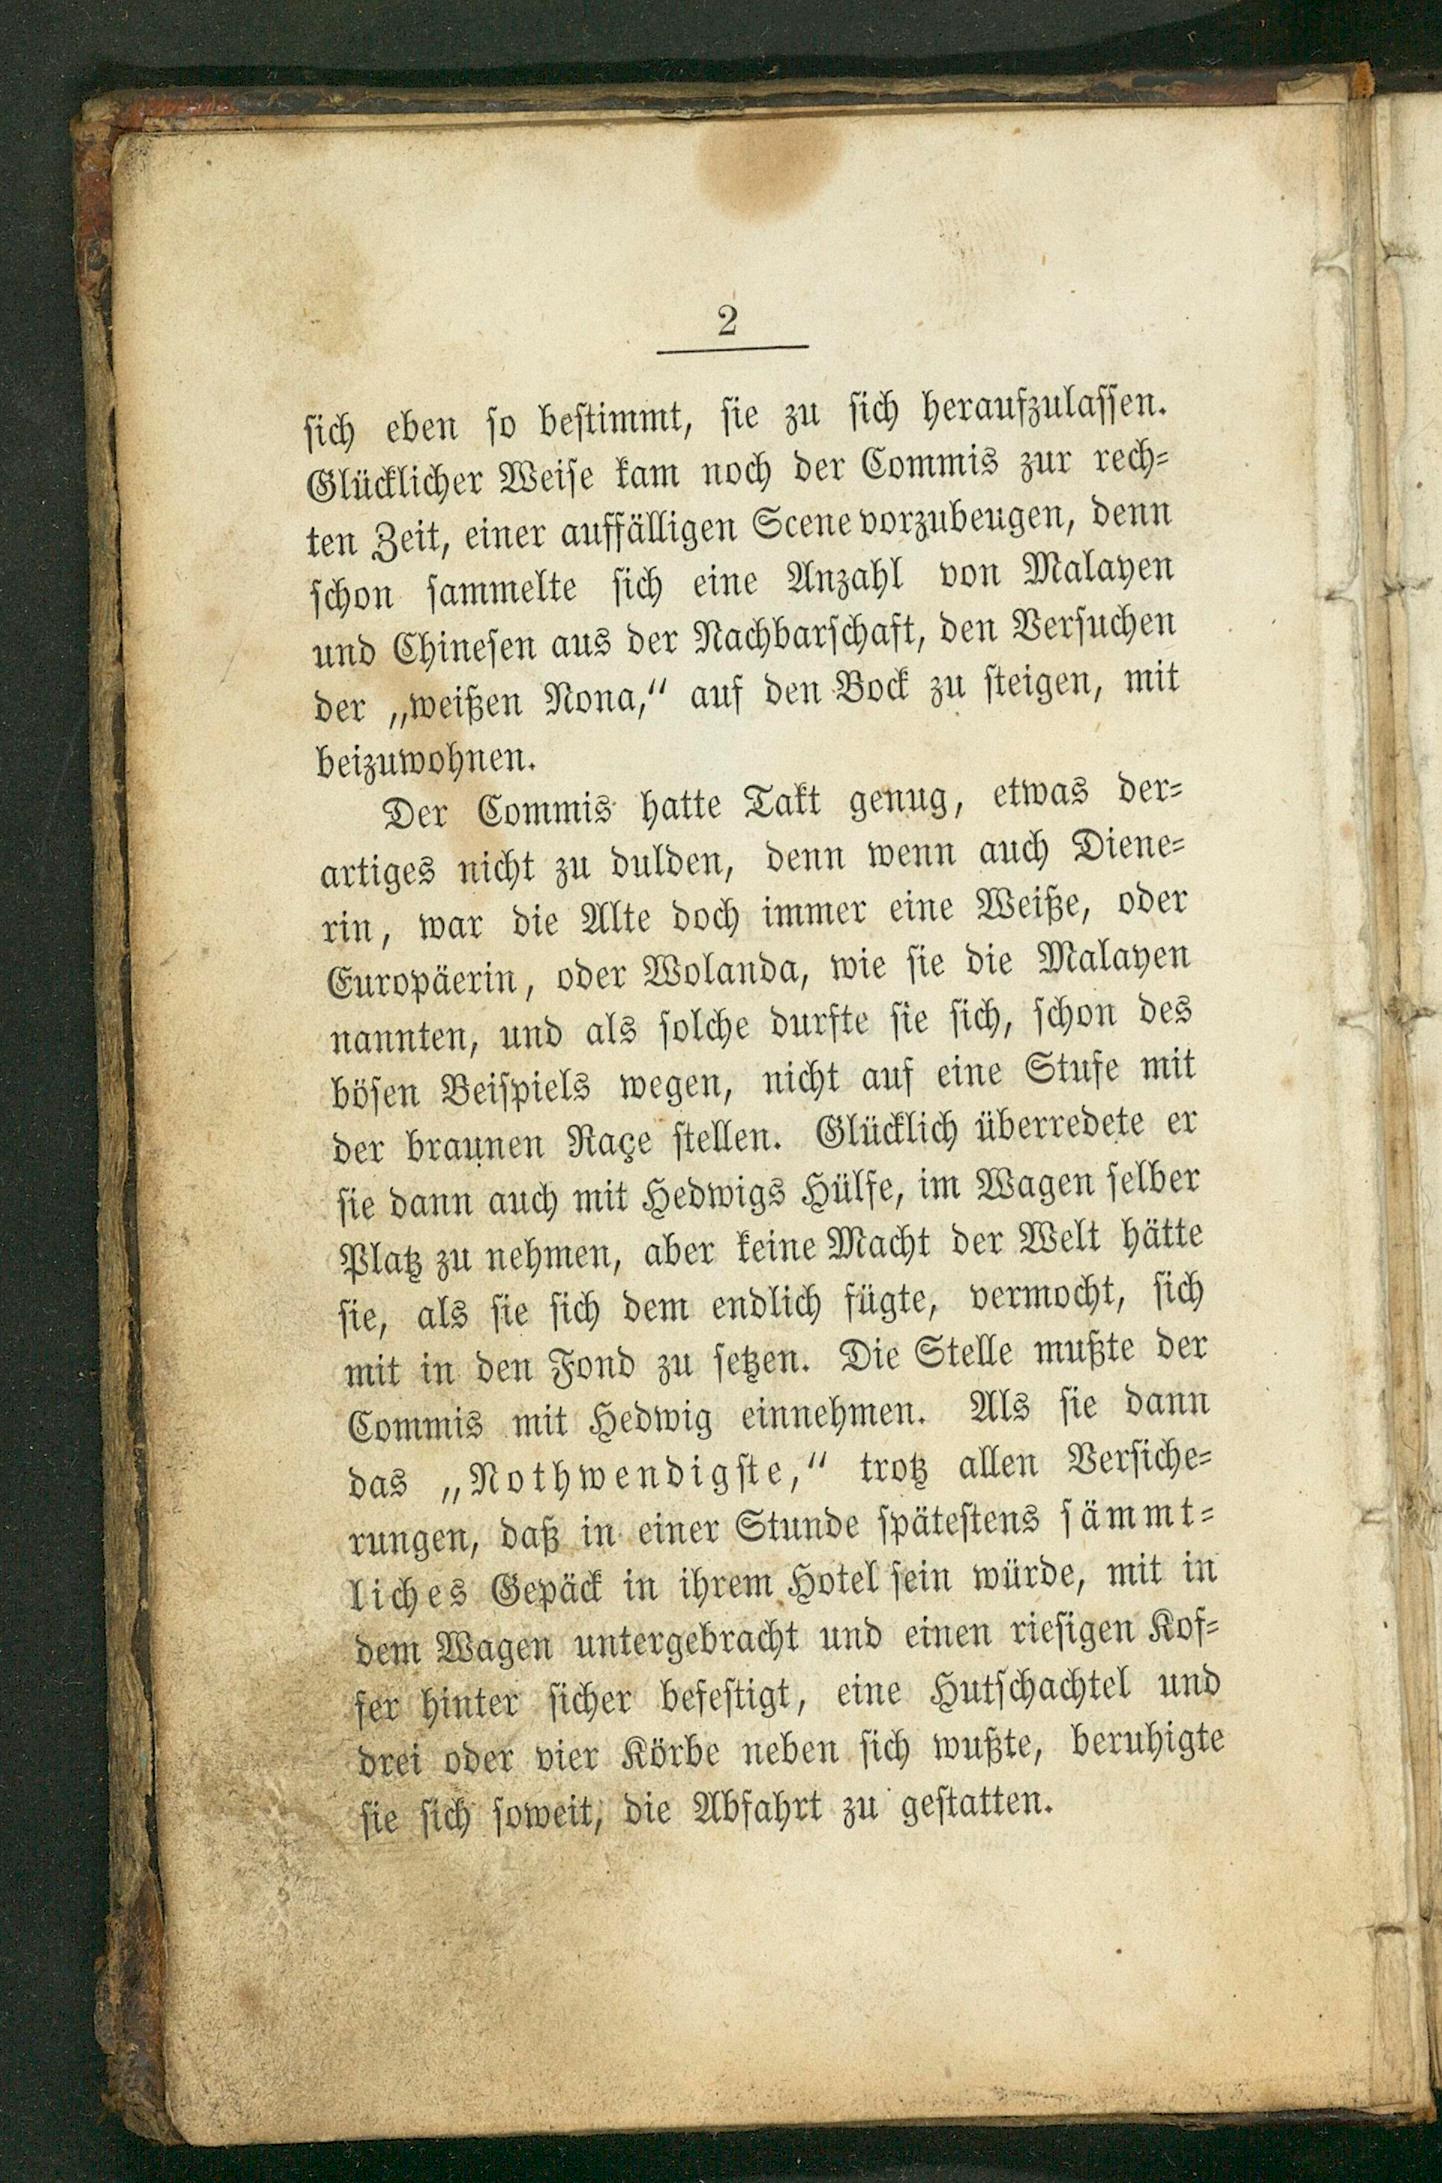 2
sich eben so bestimmt, sie zu sich heraufzulassen.
Glücklicher Weise kam noch der Commis zur rech-
ten Zeit, einer auffälligen Scene vorzubeugen, denn
schon sammelte sich eine Anzahl von Malayen
und Chinesen aus der Nachbarschaft, den Versuchen
der „weißen Nona,“ auf den Bock zu steigen, mit
beizuwohnen.
Der Commis hatte Takt genug, etwas der-
artiges nicht zu dulden, denn wenn auch Diene-
rin, war die Alte doch immer eine Weiße, oder
Europäerin, oder Wolanda, wie sie die Malayen
nannten, und als solche durfte sie sich, schon des
bösen Beispiels wegen, nicht auf eine Stufe mit
der braunen Raçe stellen. Glücklich überredete er
sie dann auch mit Hedwigs Hülfe, im Wagen selber
Platz zu nehmen, aber keine Macht der Welt hätte
sie, als sie sich dem endlich fügte, vermocht, sich
mit in den Fond zu setzen. Die Stelle mußte der
Commis mit Hedwig einnehmen. Als sie dann
das „Nothwendigste,“ trotz allen Versiche-
rungen, daß in einer Stunde spätestens sämmt-
liches Gepäck in ihrem Hotel sein würde, mit in
dem Wagen untergebracht und einen riesigen Kof-
fer hinter sicher befestigt, eine Hutschachtel und
drei oder vier Körbe neben sich wußte, beruhigte
sie sich soweit, die Abfahrt zu gestatten.